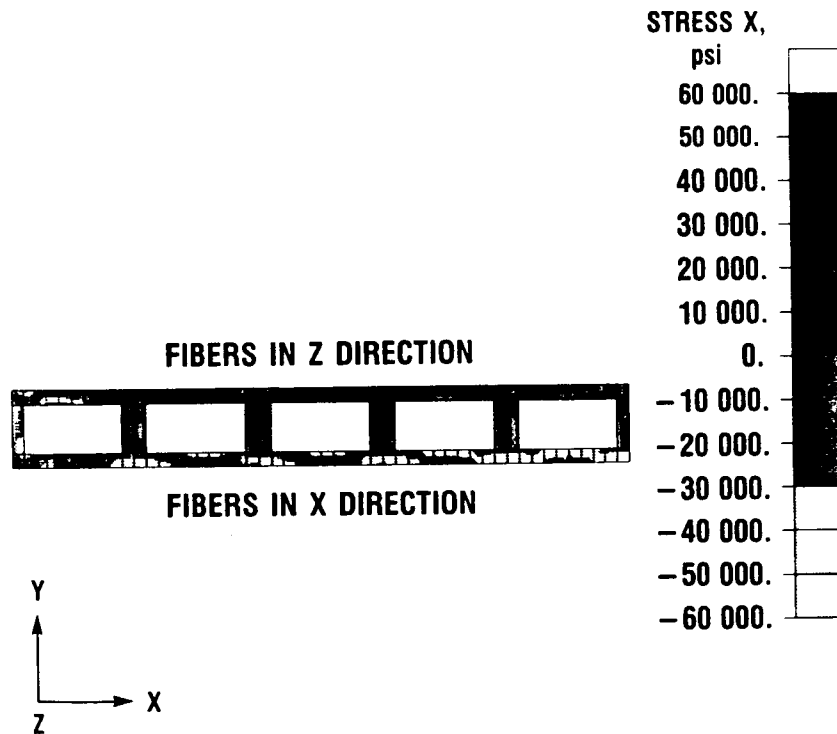 STRESS X,
psi
60 000.
50 000.
40 000.
30 000.
20 000.
10 000.
0.
−10 000.
−20 000.
−30 000.
−40 000.
−50 000.
−60 000.
FIBERS IN Z DIRECTION
FIBERS IN X DIRECTION
Y
X
Z